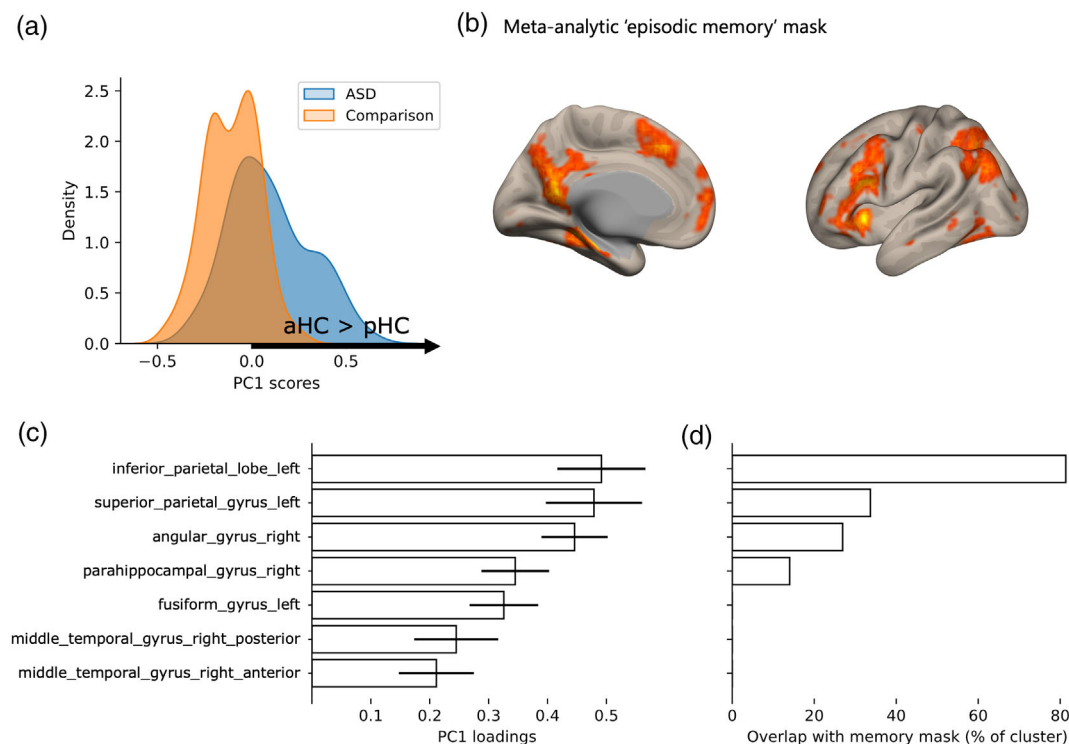 (a)
2.5
2.0
1.5
1.0
0.5
0.0
Density
ASD
Comparison
aHC > pHC
−0.5
0.0
0.5
PC1 scores
(b) Meta-analytic ‘episodic memory’ mask
(c)
inferior_parietal_lobe_left
superior_parietal_gyrus_left
angular_gyrus_right
parahippocampal_gyrus_right
fusiform_gyrus_left
middle_temporal_gyrus_right_posterior
middle_temporal_gyrus_right_anterior
0.1
0.2
0.3
0.4
0.5
PC1 loadings
(d)
0
20
40
60
80
Overlap with memory mask (% of cluster)